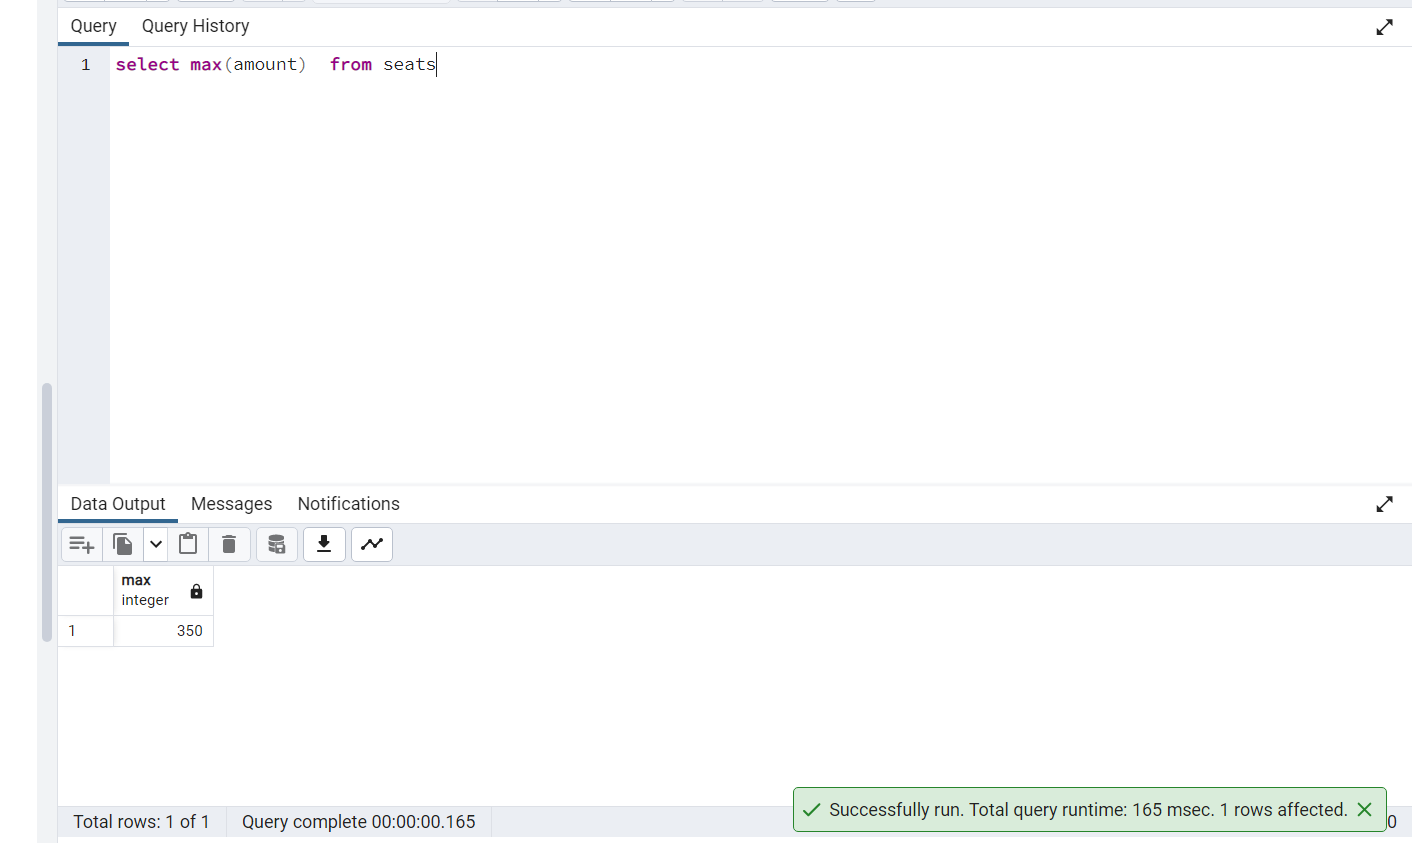 Query Query History
1 select max(amount)  from seats
Data Output Messages Notifications
max
integer
1 350
Total rows: 1 of 1 Query complete 00:00:00.165
Successfully run. Total query runtime: 165 msec. 1 rows affected.
0